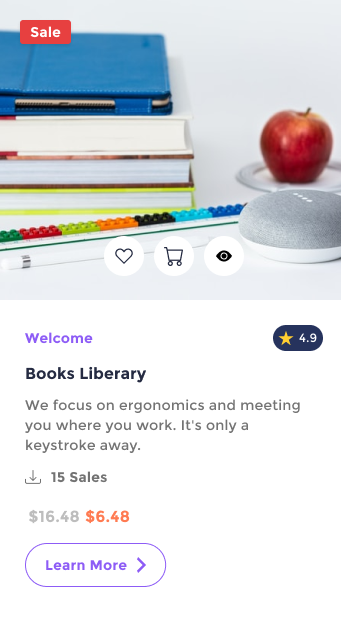 Sale
Welcome
4.9
Books Liberary
We focus on ergonomics and meeting
you where you work. It's only a
keystroke away.
15 Sales
$16.48 $6.48
Learn More